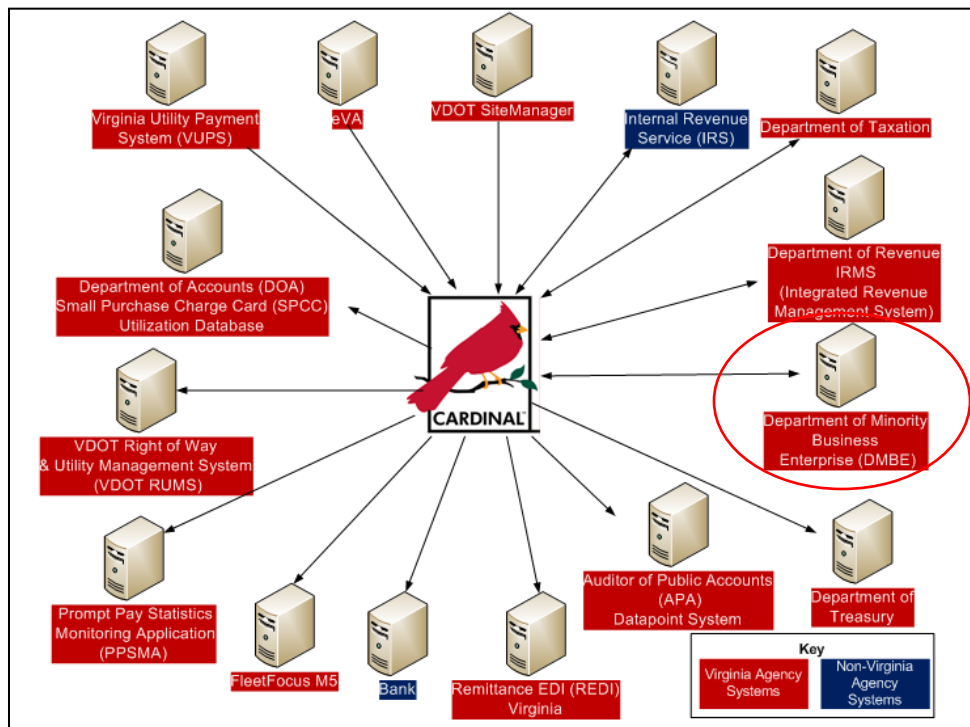 Virginia Utility Payment
System (VUPS)
eVA
VDOT SiteManager
Internal Revenue
Service (IRS)
Department of Taxation
Department of Accounts (DOA)
Small Purchase Charge Card (SPCC)
Utilization Database
Department of Revenue
IRMS
(Integrated Revenue
Management System)
CARDINAL™
VDOT Right of Way
& Utility Management System
(VDOT RUMS)
Department of Minority
Business
Enterprise (DMBE)
Prompt Pay Statistics
Monitoring Application
(PPSMA)
FleetFocus M5
Bank
Remittance EDI (REDI)
Virginia
Auditor of Public Accounts
(APA)
Datapoint System
Department of
Treasury
Key
Virginia Agency
Systems
Non-Virginia
Agency
Systems